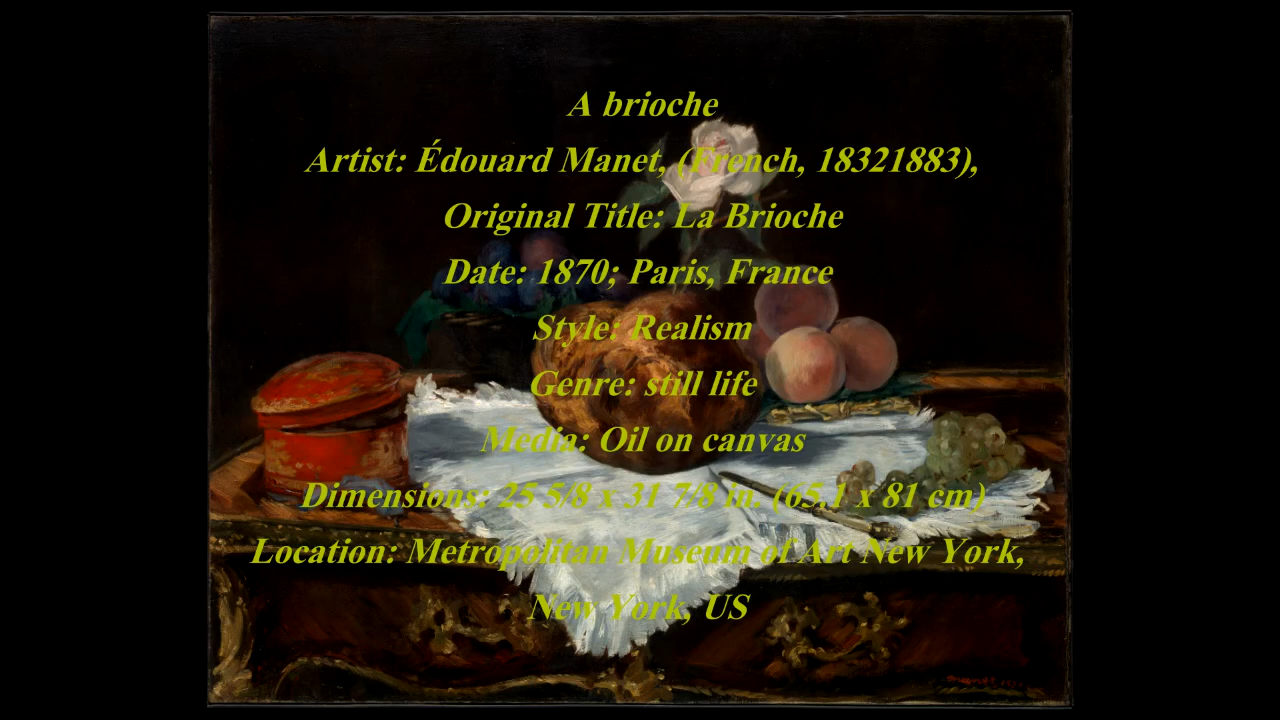 A brioche
Artist: Édouard Manet, (French, 18321883),
Original Title: La Brioche
Date: 1870; Paris, France
Style: Realism
Genre: still life
Media: Oil on canvas
Dimensions: 25 5/8 x 31 7/8 in. (65.1 x 81 cm)
Location: Metropolitan Museum of Art New York,
New York, US